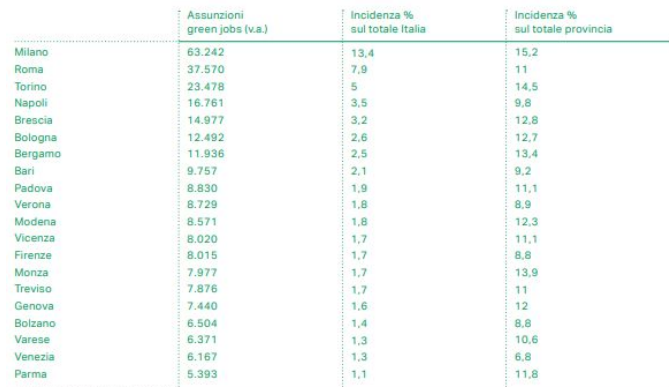 Assunzioni green jobs (v.a.) Incidenza % sul totale Italia Incidenza % sul totale provincia
Milano 63.242 13,4 15,2
Roma 37.570 7,9 11
Torino 23.478 5 14,5
Napoli 16.761 3,5 9,8
Brescia 14.977 3,2 12,8
Bologna 12.492 2,6 12,7
Bergamo 11.936 2,5 13,4
Bari 9.757 2,1 9,2
Padova 8.830 1,9 11,1
Verona 8.729 1,8 8,9
Modena 8.571 1,8 12,3
Vicenza 8.020 1,7 11,1
Firenze 8.015 1,7 8,8
Monza 7.977 1,7 13,9
Treviso 7.876 1,7 11
Genova 7.440 1,6 12
Bolzano 6.504 1,4 8,8
Varese 6.371 1,3 10,6
Venezia 6.167 1,3 6,8
Parma 5.393 1,1 11,8